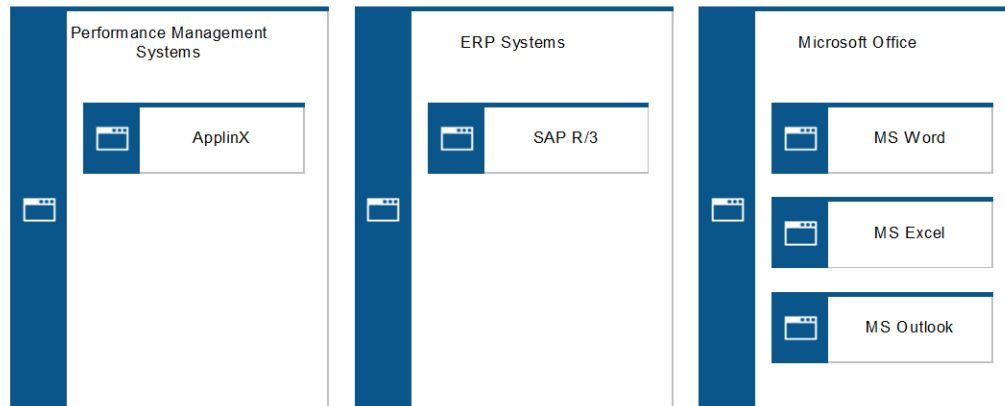 Performance Management
Systems
ApplinX
ERP Systems
SAP R/3
Microsoft Office
MS Word
MS Excel
MS Outlook